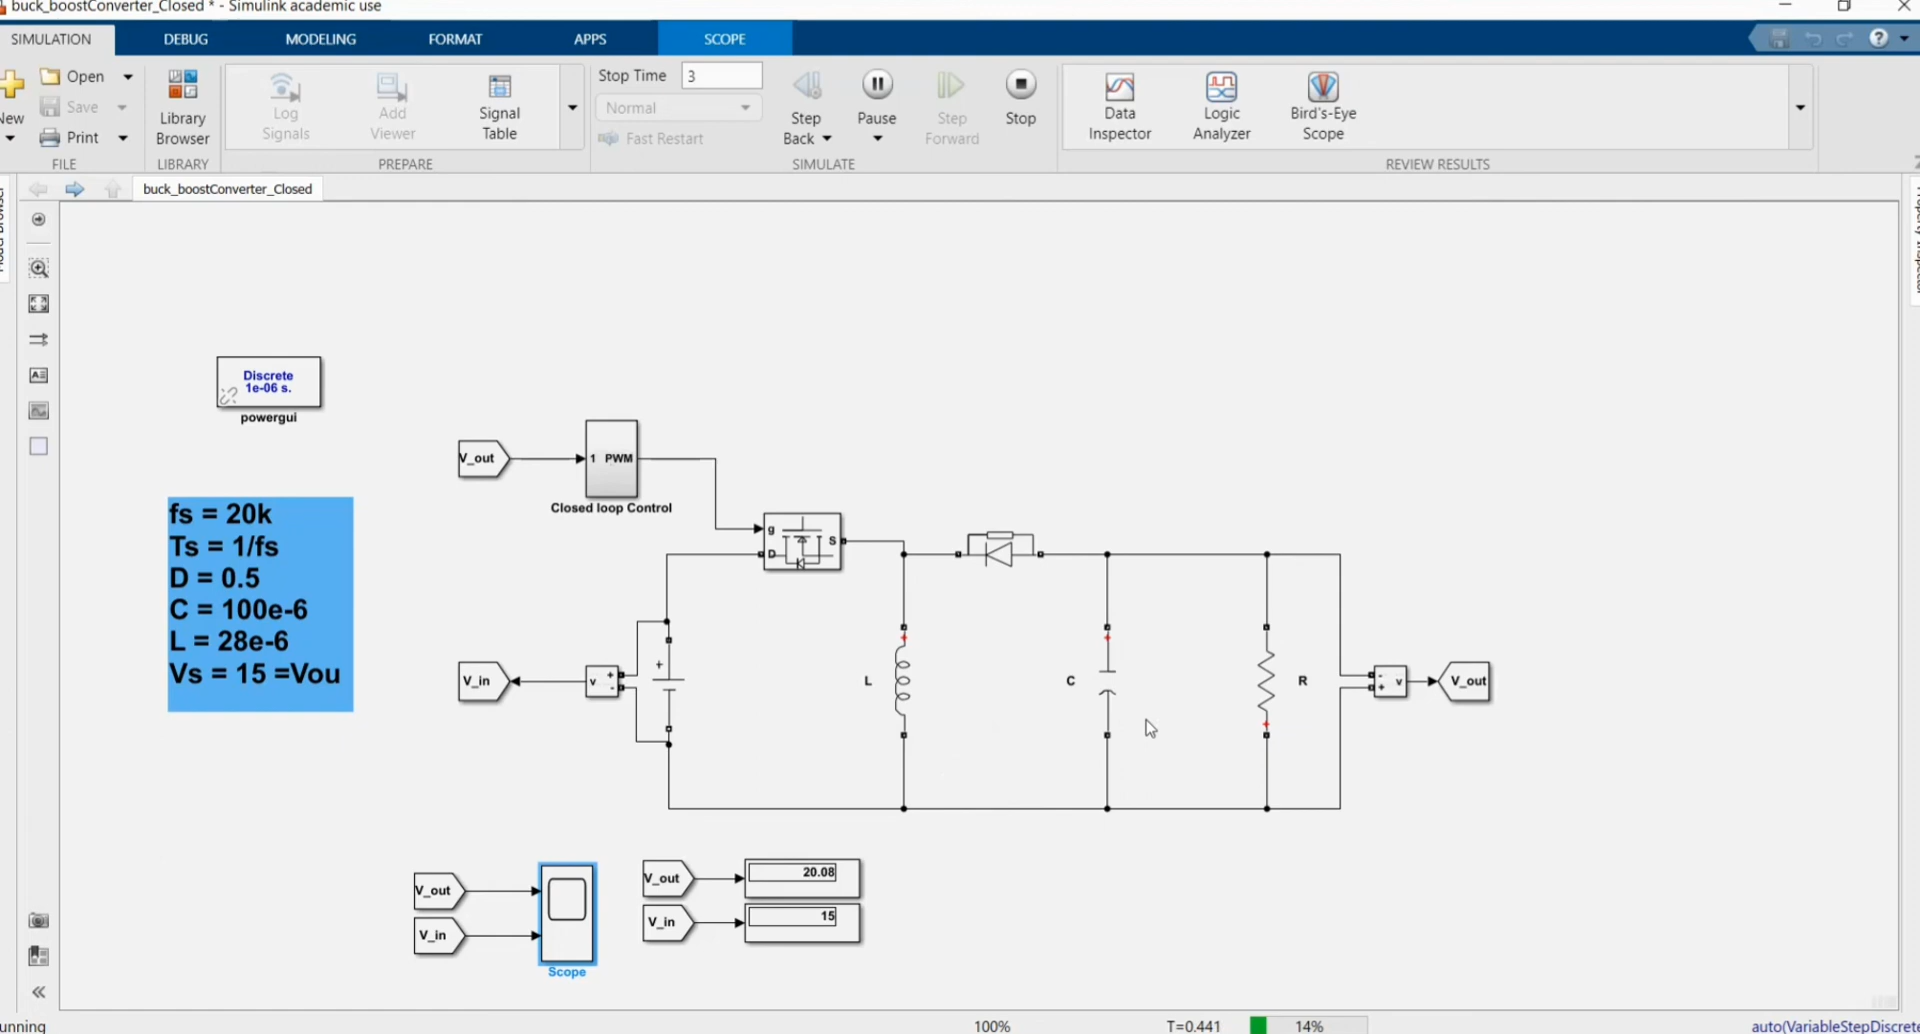 buck_boostConverter_Closed * - Simulink academic use
SIMULATION
DEBUG
MODELING
FORMAT
APPS
SCOPE
Open
Save
Print
FILE
Library
Browser
LIBRARY
Log
Signals
Add
Viewer
Signal
Table
PREPARE
Stop Time 3
Normal
Fast Restart
Step
Back
Pause
Step
Forward
Stop
SIMULATE
Data
Inspector
Logic
Analyzer
Bird's-Eye
Scope
REVIEW RESULTS
buck_boostConverter_Closed
Discrete
1e-06 s.
powergui
V_out
1 PWM
Closed loop Control
fs = 20k
Ts = 1/fs
D = 0.5
C = 100e-6
L = 28e-6
Vs = 15 =Vou
g
D
S
V_in
v
+
-
+
L
C
R
-
+
v
V_out
V_out
V_in
Scope
V_out
20.08
V_in
15
100%
T=0.441
14%